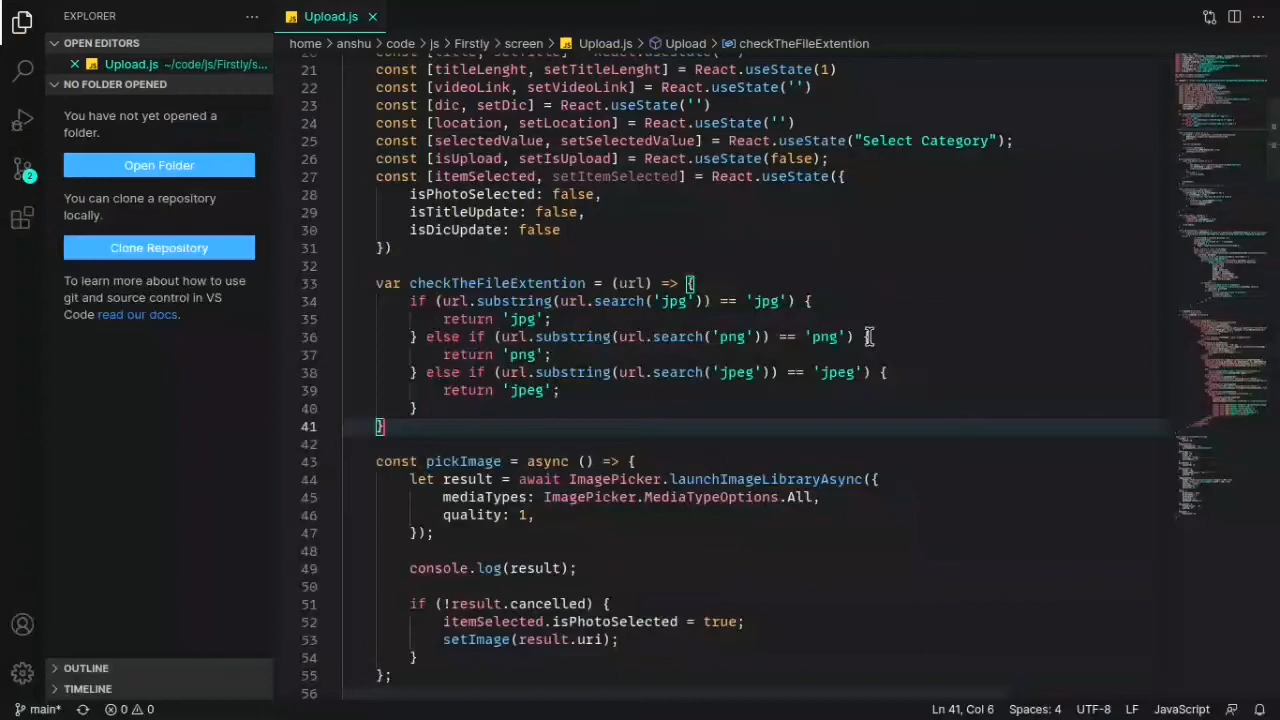 EXPLORER
OPEN EDITORS
Upload.js ~/code/js/Firstly/s...
NO FOLDER OPENED
You have not yet opened a
folder.
Open Folder
You can clone a repository
locally.
Clone Repository
To learn more about how to use
git and source control in VS
Code read our docs.
OUTLINE
TIMELINE
2
Upload.js
home > anshu > code > js > Firstly > screen > Upload.js > Upload > checkTheFileExtention
21 const [titleLenght, setTitleLenght] = React.useState(1)
22 const [videoLink, setVideoLink] = React.useState('')
23 const [dic, setDic] = React.useState('')
24 const [location, setLocation] = React.useState('')
25 const [selectedValue, setSelectedValue] = React.useState("Select Category");
26 const [isUpload, setIsUpload] = React.useState(false);
27 const [itemSelected, setItemSelected] = React.useState({
28 isPhotoSelected: false,
29 isTitleUpdate: false,
30 isDicUpdate: false
31 })
32
33 var checkTheFileExtention = (url) => {
34 if (url.substring(url.search('jpg')) == 'jpg') {
35 return 'jpg';
36 } else if (url.substring(url.search('png')) == 'png') {
37 return 'png';
38 } else if (url.substring(url.search('jpeg')) == 'jpeg') {
39 return 'jpeg';
40 }
41 }
42
43 const pickImage = async () => {
44 let result = await ImagePicker.launchImageLibraryAsync({
45 mediaTypes: ImagePicker.MediaTypeOptions.All,
46 quality: 1,
47 });
48
49 console.log(result);
50
51 if (!result.cancelled) {
52 itemSelected.isPhotoSelected = true;
53 setImage(result.uri);
54 }
55 };
56
main* 0 0 Ln 41, Col 6 Spaces: 4 UTF-8 LF JavaScript